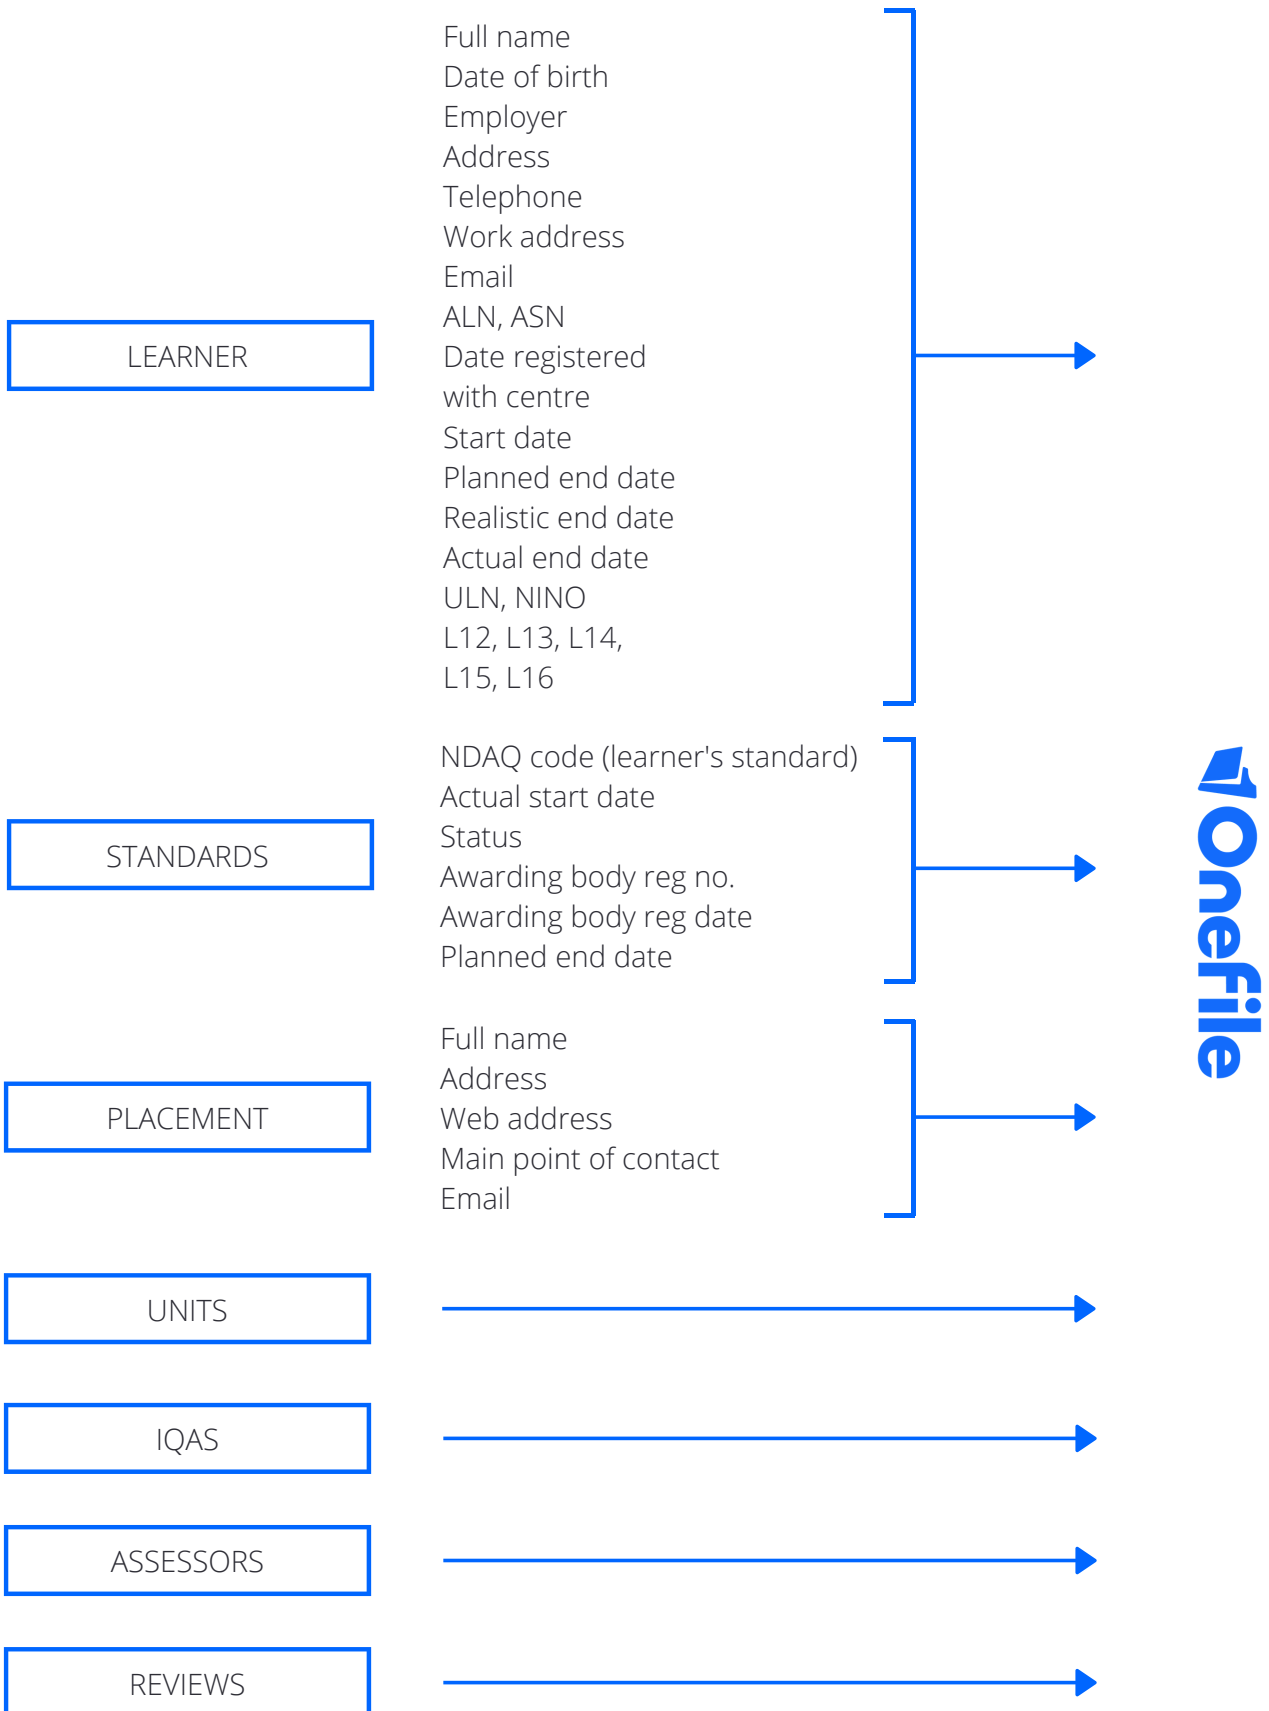 LEARNER
Full name
Date of birth
Employer
Address
Telephone
Work address
Email
ALN, ASN
Date registered
with centre
Start date
Planned end date
Realistic end date
Actual end date
ULN, NINO
L12, L13, L14,
L15, L16
STANDARDS
NDAQ code (learner's standard)
Actual start date
Status
Awarding body reg no.
Awarding body reg date
Planned end date
PLACEMENT
Full name
Address
Web address
Main point of contact
Email
UNITS
IQAS
ASSESSORS
REVIEWS
Onefile